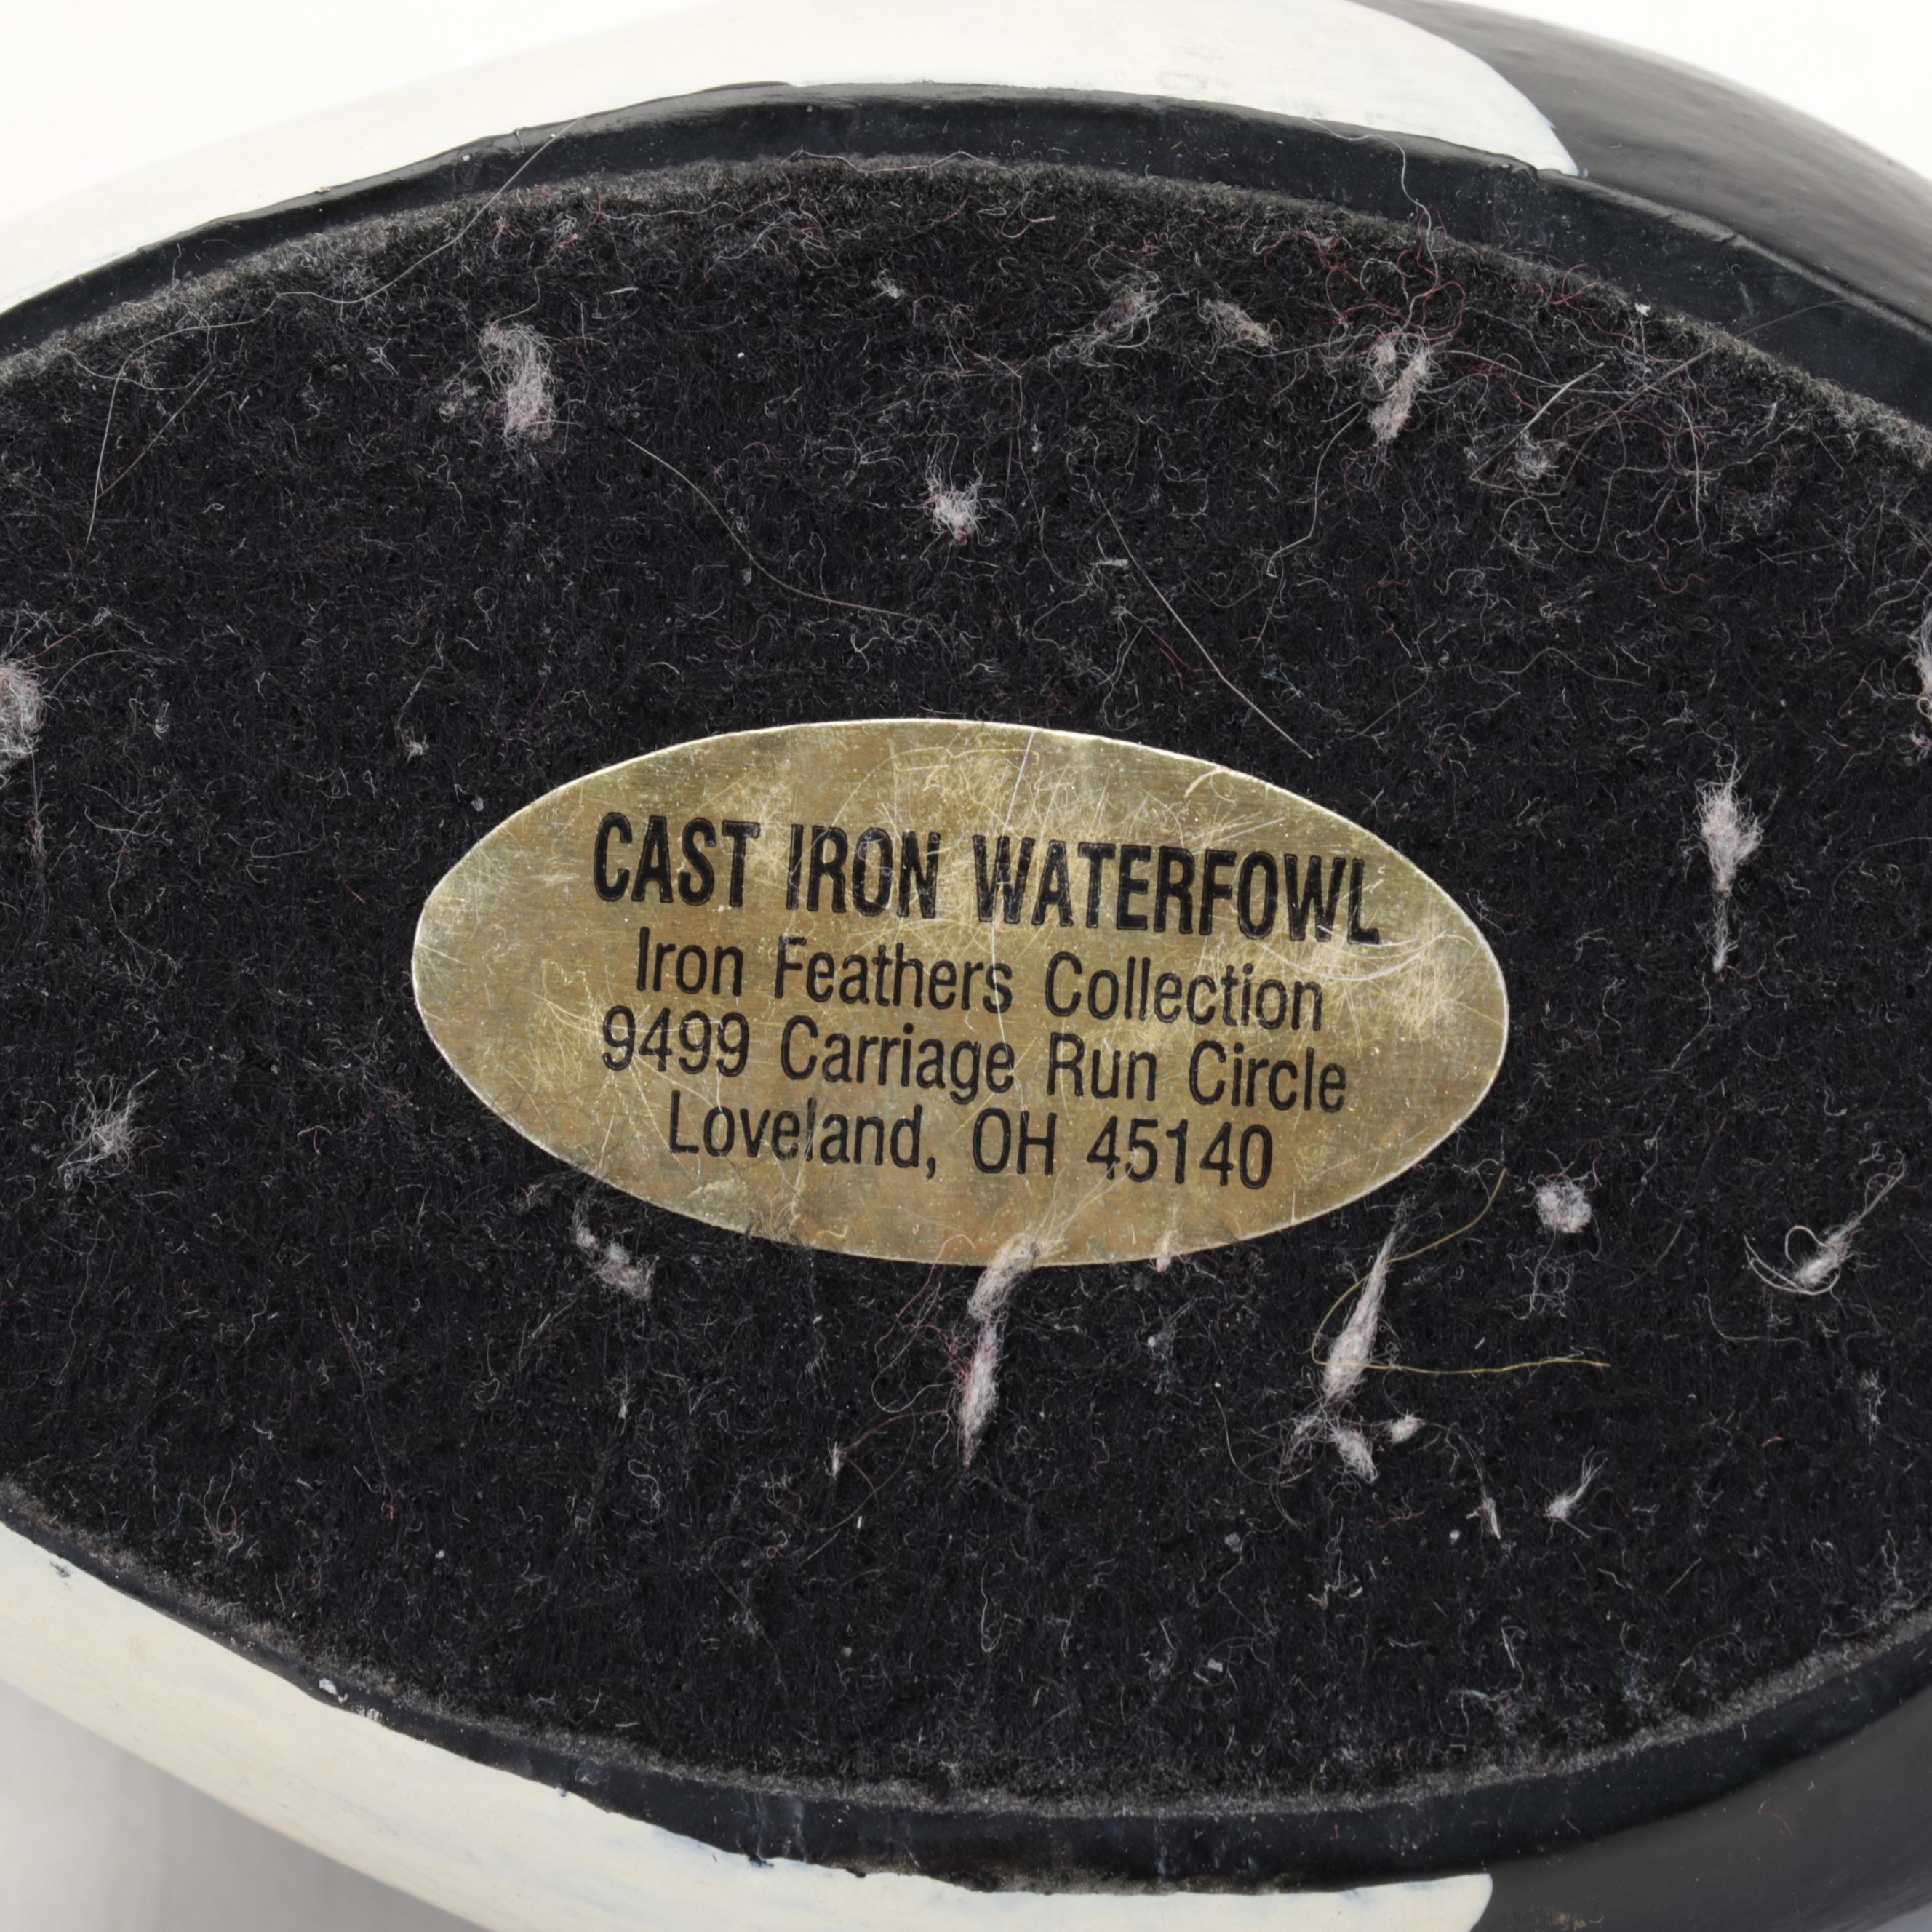 CAST IRON WATERFOWL
Iron Feathers Collection
9499 Carriage Run Circle
Loveland, OH 45140